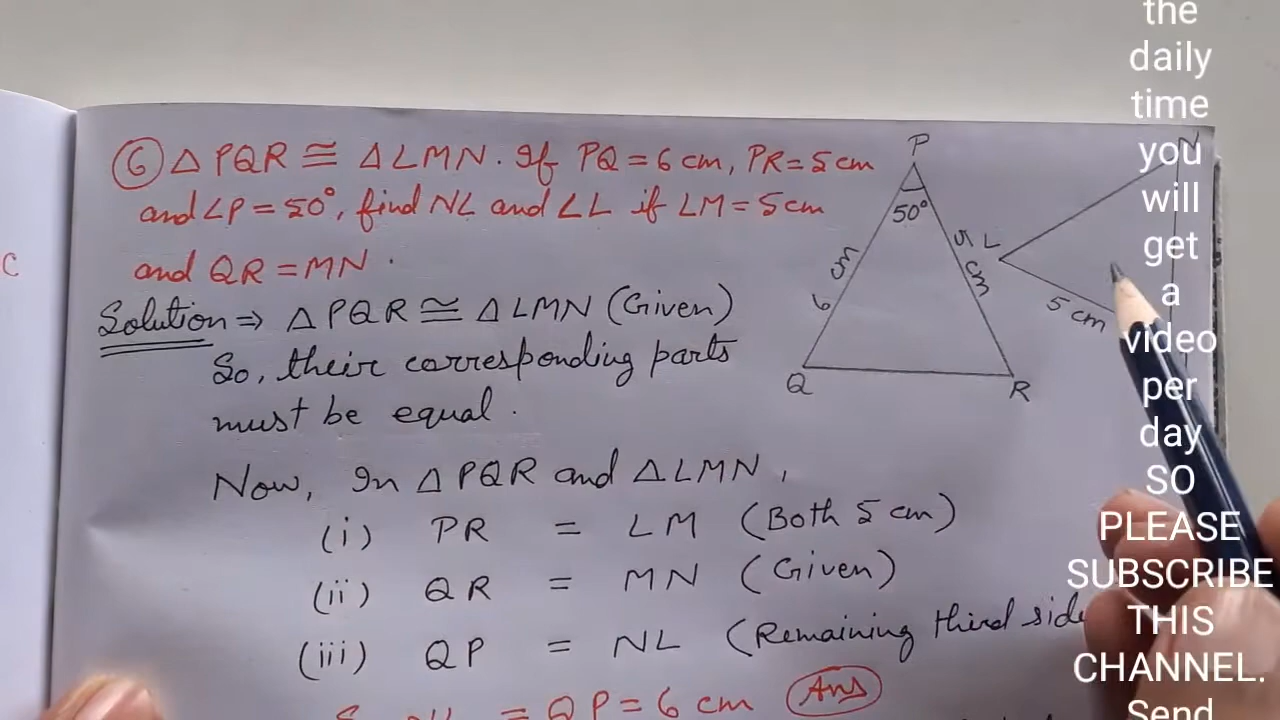 ⑥ △ PQR ≅ △ LMN. If PQ = 6 cm, PR = 5 cm
and ∠P = 50°, find NL and ∠L if LM = 5 cm
and QR = MN.
Solution ⇒ △ PQR ≅ △ LMN (Given)
So, their corresponding parts
must be equal.
Now, In △ PQR and △ LMN,
(i) PR = LM (Both 5 cm)
(ii) QR = MN (Given)
(iii) QP = NL (Remaining third side
= QP = 6 cm (Ans)
C
P
50°
6 cm
5 cm
Q
R
L
N
5 cm
the
daily
time
you
will
get
a
video
per
day
SO
PLEASE
SUBSCRIBE
THIS
CHANNEL.
Send